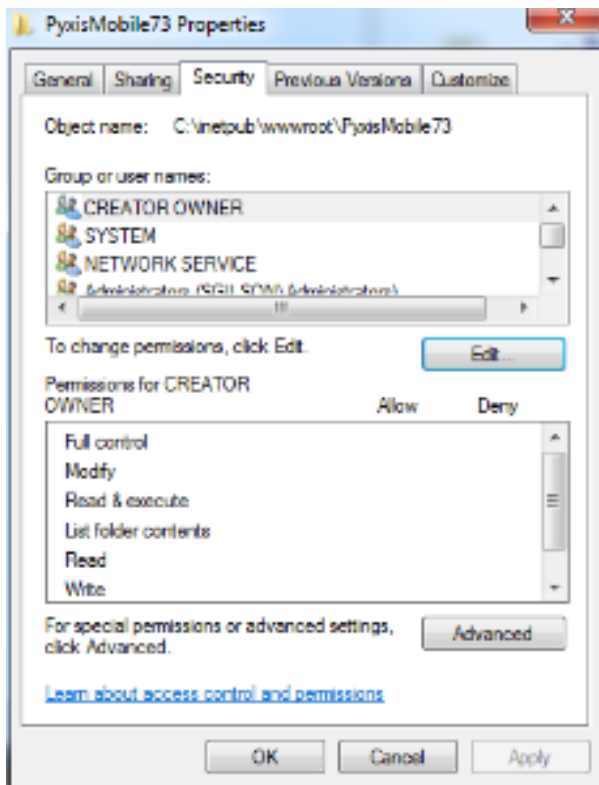 PyxisMobile73 Properties
General Sharing Security Previous Versions Customize
Object name: C:\inetpub\wwwroot\PyxisMobile73
Group or user names:
CREATOR OWNER
SYSTEM
NETWORK SERVICE
Administrators (SGILSON\Administrators)
To change permissions, click Edit.
Edit...
Permissions for CREATOR
OWNER Allow Deny
Full control
Modify
Read & execute
List folder contents
Read
Write
For special permissions or advanced settings,
click Advanced.
Advanced
Learn about access control and permissions
OK Cancel Apply